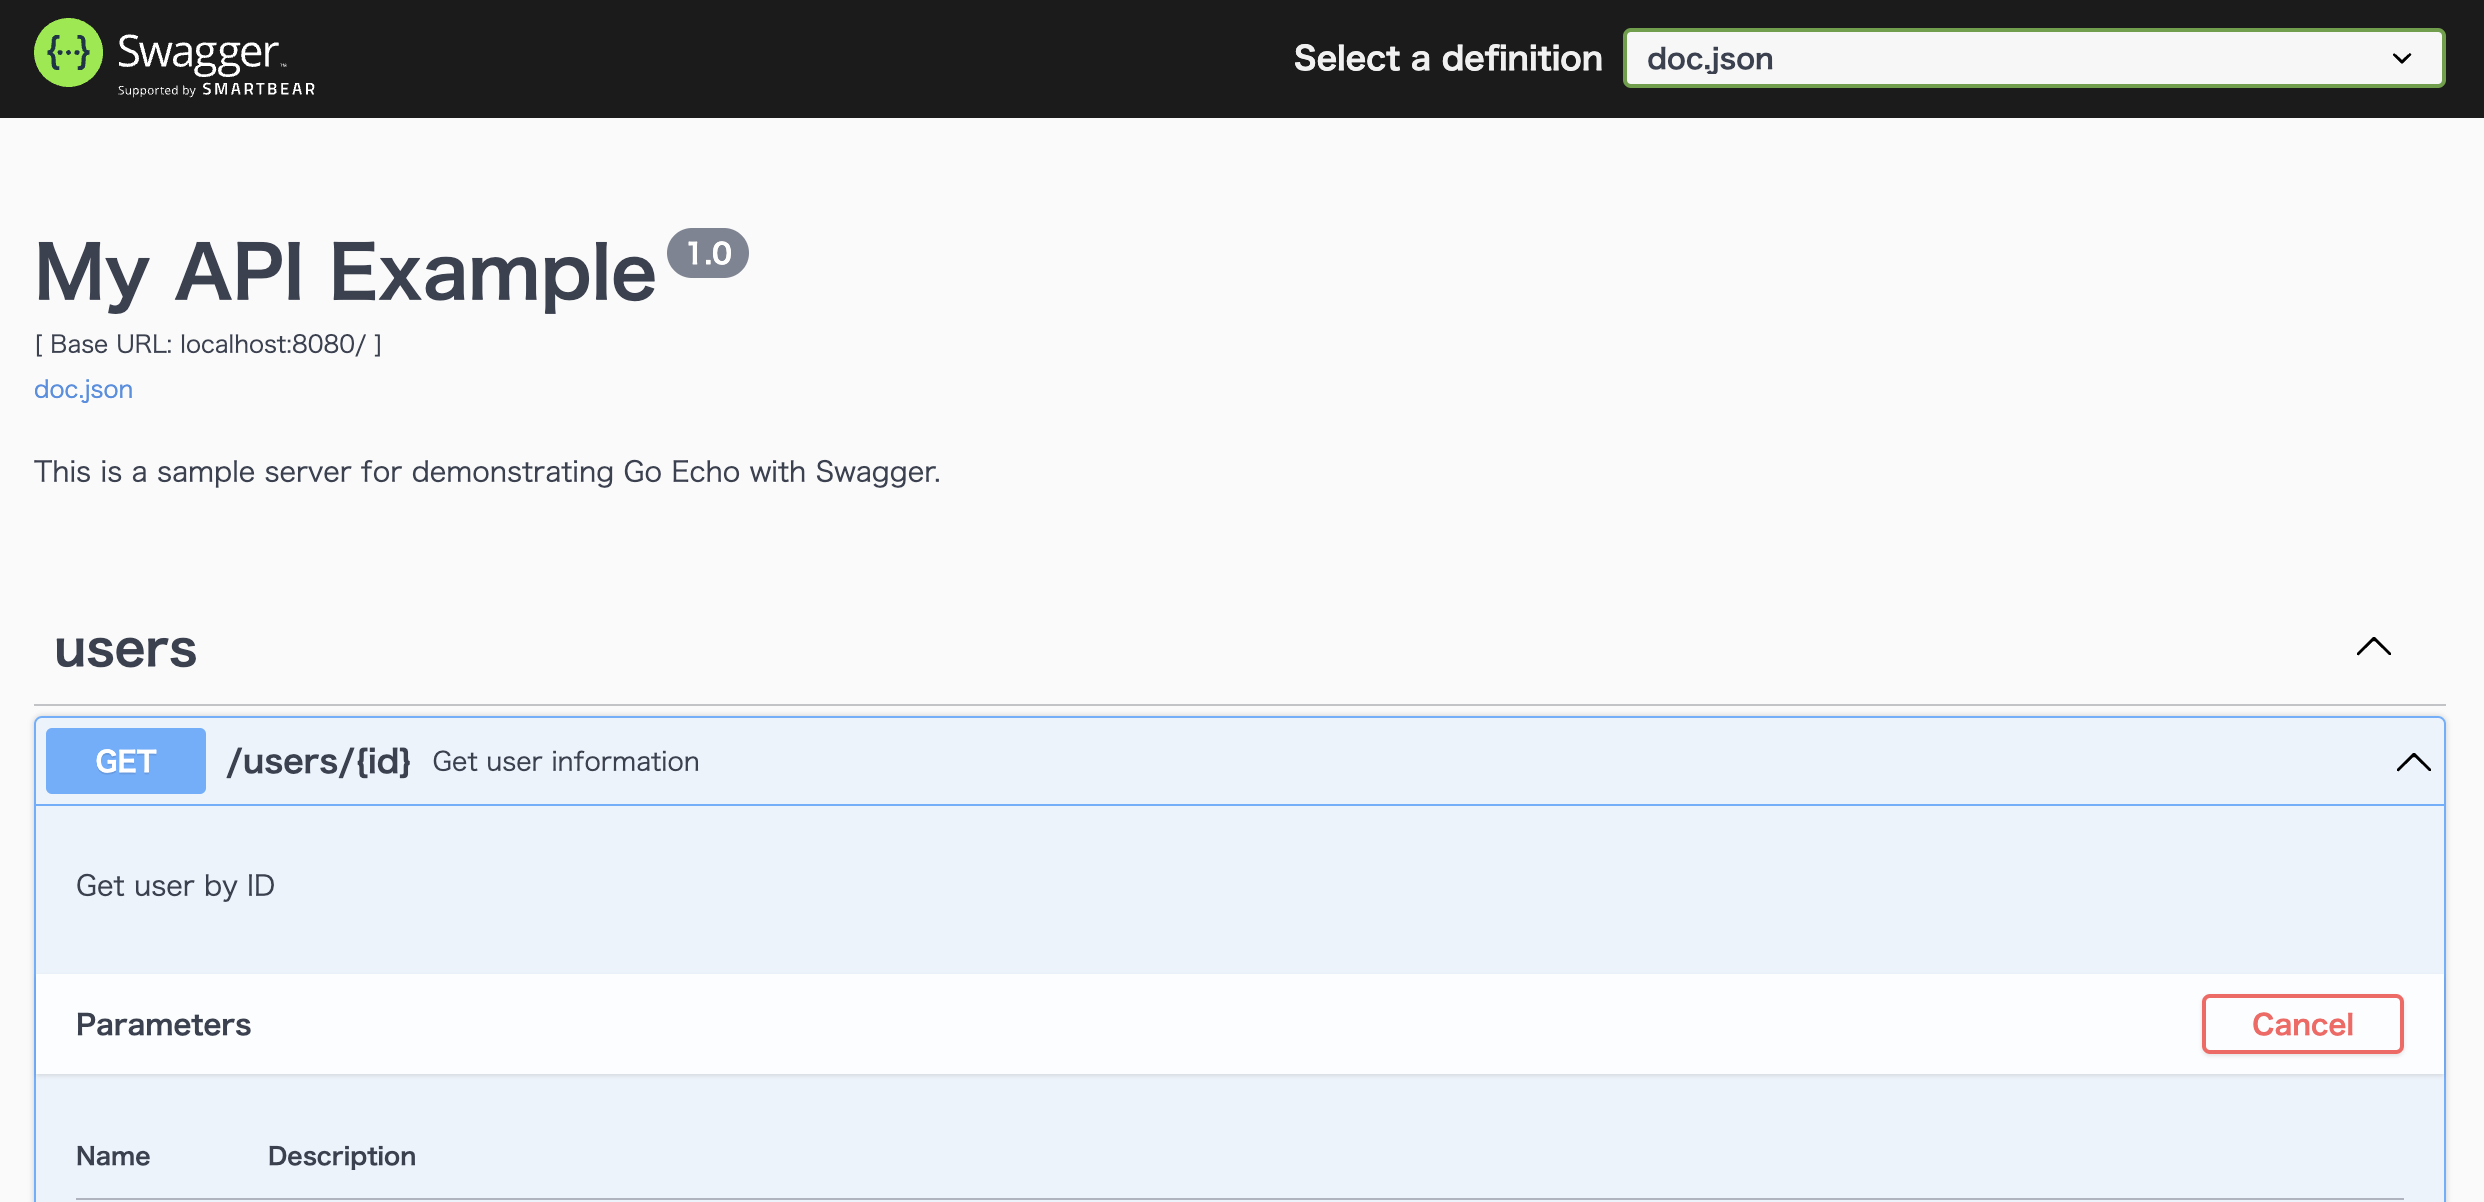 {...} Swagger™
Supported by SMARTBEAR
Select a definition
doc.json
My API Example 1.0
[ Base URL: localhost:8080/ ]
doc.json
This is a sample server for demonstrating Go Echo with Swagger.
users
GET /users/{id} Get user information
Get user by ID
Parameters
Cancel
Name Description